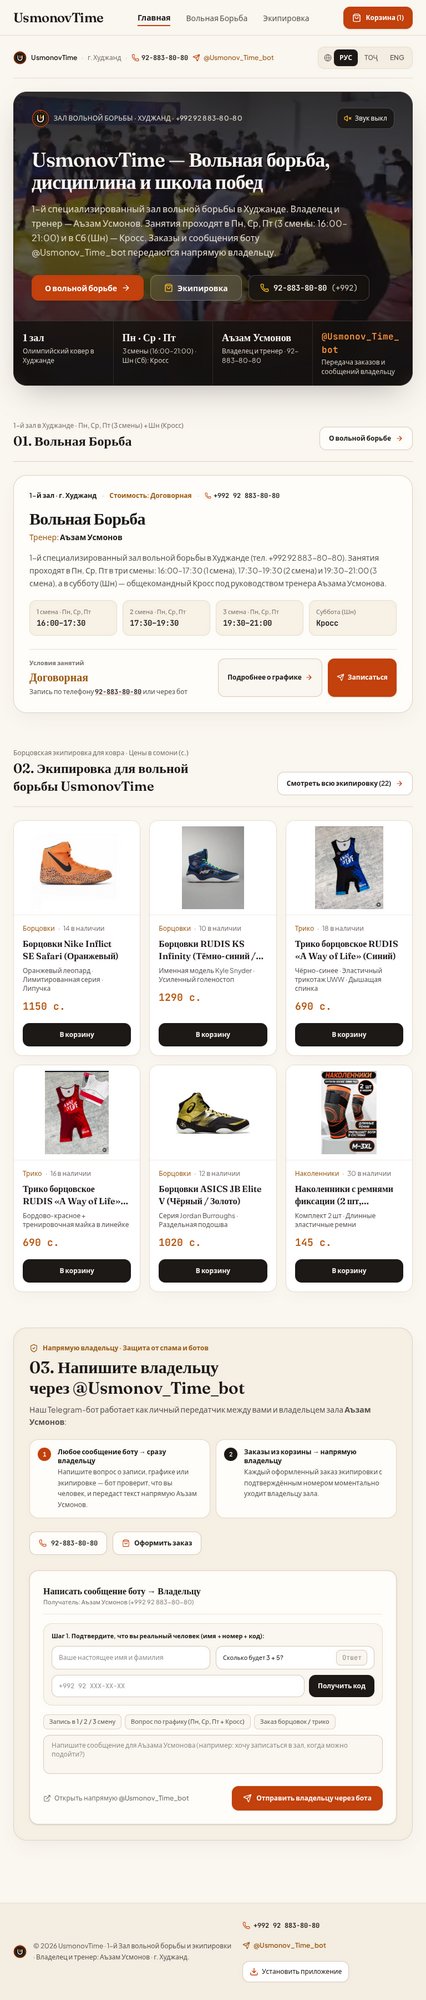 UsmonovTime
Главная
Вольная Борьба
Экипировка
Корзина (1)
UsmonovTime · г. Худжанд · 92-883-80-80 @Usmonov_Time_bot
РУС ТОҶ ENG
ЗАЛ ВОЛЬНОЙ БОРЬБЫ · ХУДЖАНД · +992 92 883-80-80
Звук выкл
UsmonovTime — Вольная борьба,
дисциплина и школа побед
1-й специализированный зал вольной борьбы в Худжанде. Владелец и
тренер — Аъзам Усмонов. Занятия проходят в Пн, Ср, Пт (3 смены: 16:00–
21:00) и в Сб (Шн) — Кросс. Заказы и сообщения боту
@Usmonov_Time_bot передаются напрямую владельцу.
О вольной борьбе
Экипировка
92-883-80-80 (+992)
1 зал
Олимпийский ковер в
Худжанде
Пн · Ср · Пт
3 смены (16:00–21:00) ·
Шн (Сб): Кросс
Аъзам Усмонов
Владелец и тренер · 92-
883-80-80
@Usmonov_Time_
bot
Передача заказов и
сообщений владельцу
1-й зал в Худжанде · Пн, Ср, Пт (3 смены) + Шн (Кросс)
01. Вольная Борьба
О вольной борьбе
1-й зал · г. Худжанд · Стоимость: Договорная · +992 92 883-80-80
Вольная Борьба
Тренер: Аъзам Усмонов
1-й специализированный зал вольной борьбы в Худжанде (тел. +992 92 883-80-80). Занятия
проходят в Пн, Ср, Пт в три смены: 16:00–17:30 (1 смена), 17:30–19:30 (2 смена) и 19:30–21:00 (3
смена), а в субботу (Шн) — общекомандный Кросс под руководством тренера Аъзама Усмонова.
1 смена · Пн, Ср, Пт
16:00–17:30
2 смена · Пн, Ср, Пт
17:30–19:30
3 смена · Пн, Ср, Пт
19:30–21:00
Суббота (Шн)
Кросс
Условие занятий
Договорная
Запись по телефону 92-883-80-80 или через бот
Подробнее о графике
Записаться
Борцовская экипировка для ковра · Цены в сомони (с.)
02. Экипировка для вольной
борьбы UsmonovTime
Смотреть всю экипировку (22)
Борцовки · 14 в наличии
Борцовки Nike Inflict
SE Safari (Оранжевый)
Оранжевый леопард ·
Лимитированная серия ·
Липучка
1150 с.
В корзину
Борцовки · 10 в наличии
Борцовки RUDIS KS
Infinity (Тёмно-синий /...
Именная модель Kyle Snyder ·
Усиленный голеностоп
1290 с.
В корзину
Трико · 18 в наличии
Трико борцовское RUDIS
«A Way of Life» (Синий)
Чёрно-синее · Эластичный
трикотаж UWW · Дышащая
спинка
690 с.
В корзину
Трико · 16 в наличии
Трико борцовское
RUDIS «A Way of Life»...
Бордово-красное +
тренировочная майка в линейке
690 с.
В корзину
Борцовки · 12 в наличии
Борцовки ASICS JB Elite
V (Чёрный / Золото)
Серия Jordan Burroughs ·
Раздельная подошва
1020 с.
В корзину
НАКОЛЕННИКИ
2 шт
M-3XL
Наколенники · 30 в наличии
Наколенники с ремнями
фиксации (2 шт,...
Комплект 2 шт · Длинные
эластичные ремни
145 с.
В корзину
Напрямую владельцу · Защита от спама и ботов
03. Напишите владельцу
через @Usmonov_Time_bot
Наш Telegram-бот работает как личный передатчик между вами и владельцем зала Аъзам
Усмонов:
1
Любое сообщение боту → сразу
владельцу
Напишите вопрос о записи, графике или
экипировке — бот проверит, что вы
человек, и передаст текст напрямую Аъзам
Усмонов.
2
Заказы из корзины → напрямую
владельцу
Каждый оформленный заказ экипировки с
подтверждённым номером моментально
уходит владельцу зала.
92-883-80-80
Оформить заказ
Написать сообщение боту → Владельцу
Получатель: Аъзам Усмонов (+992 92 883-80-80)
Шаг 1. Подтвердите, что вы реальный человек (имя + номер + код):
Ваше настоящее имя и фамилия
Сколько будет 3 + 5?
Ответ
+992 92 XXX-XX-XX
Получить код
Запись в 1 / 2 / 3 смену
Вопрос по графику (Пн, Ср, Пт + Кросс)
Заказ борцовок / трико
Напишите сообщение для Аъзама Усмонова (например: хочу записаться в зал, когда можно
подойти?)
Открыть напрямую @Usmonov_Time_bot
Отправить владельцу через бота
+992 92 883-80-80
© 2026 UsmonovTime · 1-й Зал вольной борьбы и экипировки
· Владелец и тренер: Аъзам Усмонов · г. Худжанд.
@Usmonov_Time_bot
Установить приложение